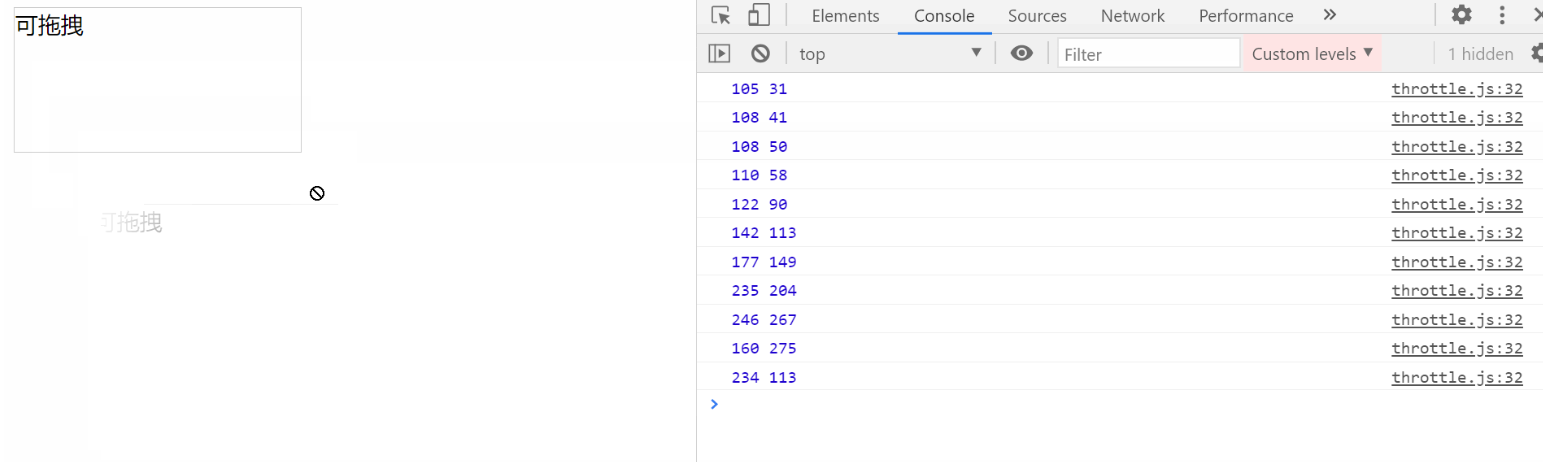 可拖拽
可拖拽
Elements Console Sources Network Performance
top Filter Custom levels 1 hidden
105 31 throttle.js:32
108 41 throttle.js:32
108 50 throttle.js:32
110 58 throttle.js:32
122 90 throttle.js:32
142 113 throttle.js:32
177 149 throttle.js:32
235 204 throttle.js:32
246 267 throttle.js:32
160 275 throttle.js:32
234 113 throttle.js:32